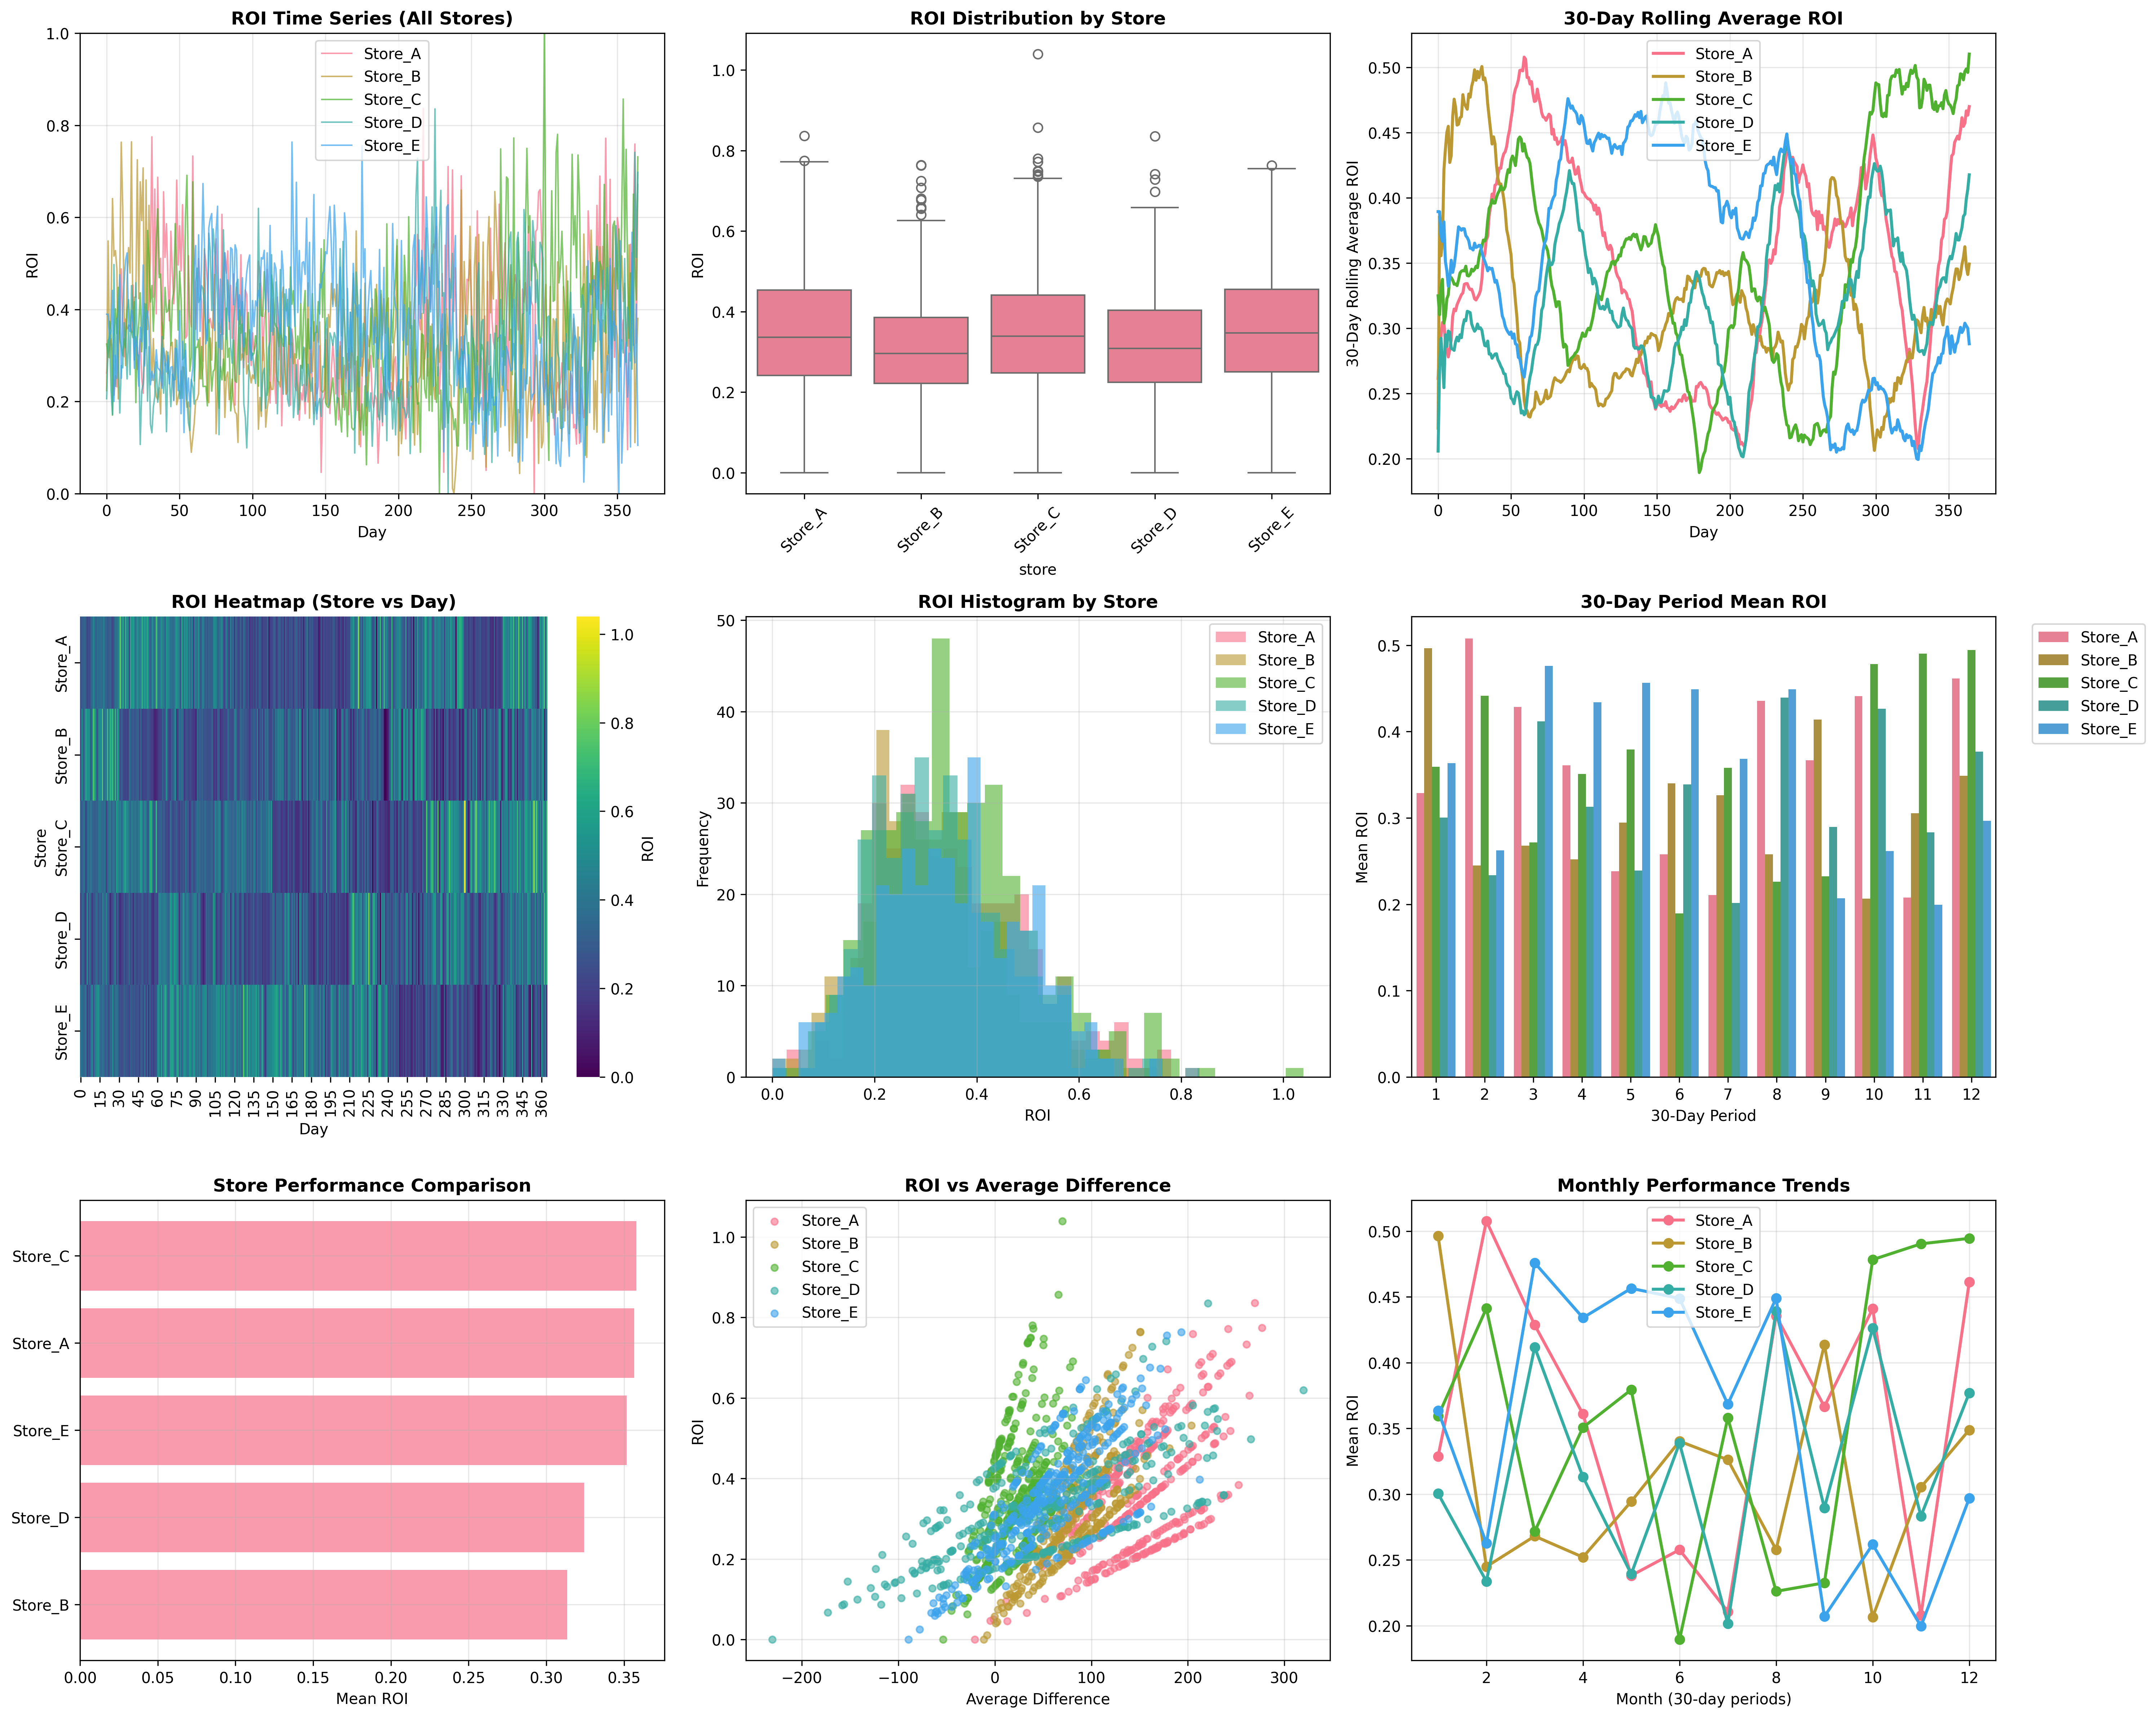 ROI Time Series (All Stores)
1.0
0.8
0.6
0.4
0.2
0.0
ROI
Store_A
Store_B
Store_C
Store_D
Store_E
0 50 100 150 200 250 300 350
Day
ROI Distribution by Store
1.0
0.8
0.6
0.4
0.2
0.0
ROI
Store_A Store_B Store_C Store_D Store_E
store
30-Day Rolling Average ROI
0.50
0.45
0.40
0.35
0.30
0.25
0.20
30-Day Rolling Average ROI
Store_A
Store_B
Store_C
Store_D
Store_E
0 50 100 150 200 250 300 350
Day
ROI Heatmap (Store vs Day)
Store
Store_A
Store_B
Store_C
Store_D
Store_E
0 15 30 45 60 75 90 105 120 135 150 165 180 195 210 225 240 255 270 285 300 315 330 345 360
Day
1.0
0.8
0.6
0.4
0.2
0.0
ROI
ROI Histogram by Store
50
40
30
20
10
0
Frequency
Store_A
Store_B
Store_C
Store_D
Store_E
0.0 0.2 0.4 0.6 0.8 1.0
ROI
30-Day Period Mean ROI
0.5
0.4
0.3
0.2
0.1
0.0
Mean ROI
1 2 3 4 5 6 7 8 9 10 11 12
30-Day Period
Store_A
Store_B
Store_C
Store_D
Store_E
Store Performance Comparison
Store_C
Store_A
Store_E
Store_D
Store_B
0.00 0.05 0.10 0.15 0.20 0.25 0.30 0.35
Mean ROI
ROI vs Average Difference
1.0
0.8
0.6
0.4
0.2
0.0
ROI
Store_A
Store_B
Store_C
Store_D
Store_E
−200 −100 0 100 200 300
Average Difference
Monthly Performance Trends
0.50
0.45
0.40
0.35
0.30
0.25
0.20
Mean ROI
Store_A
Store_B
Store_C
Store_D
Store_E
2 4 6 8 10 12
Month (30-day periods)